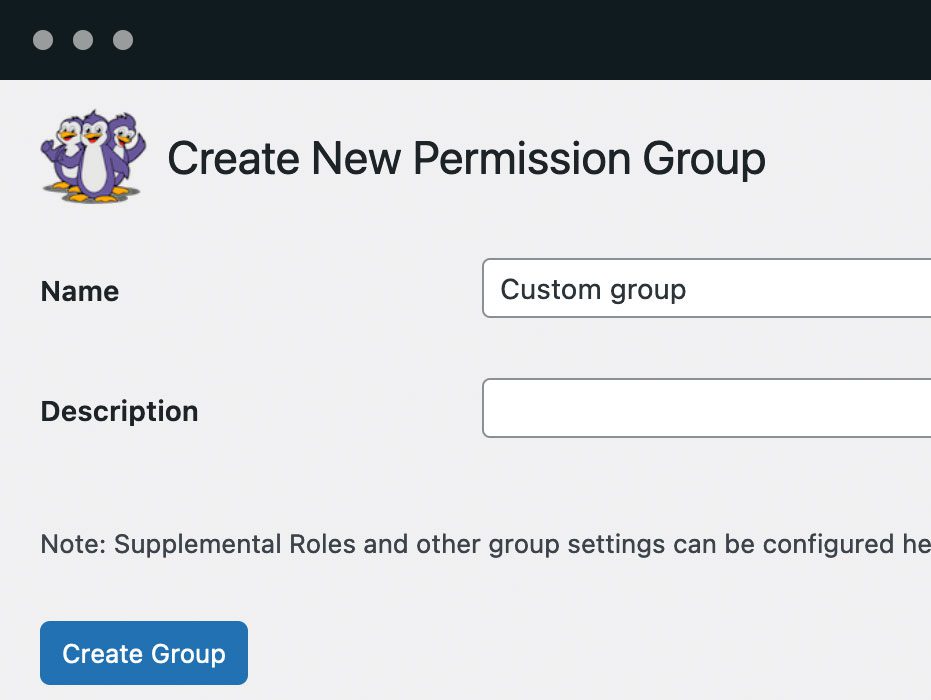 Create New Permission Group
Name
Custom group
Description
Note: Supplemental Roles and other group settings can be configured he
Create Group